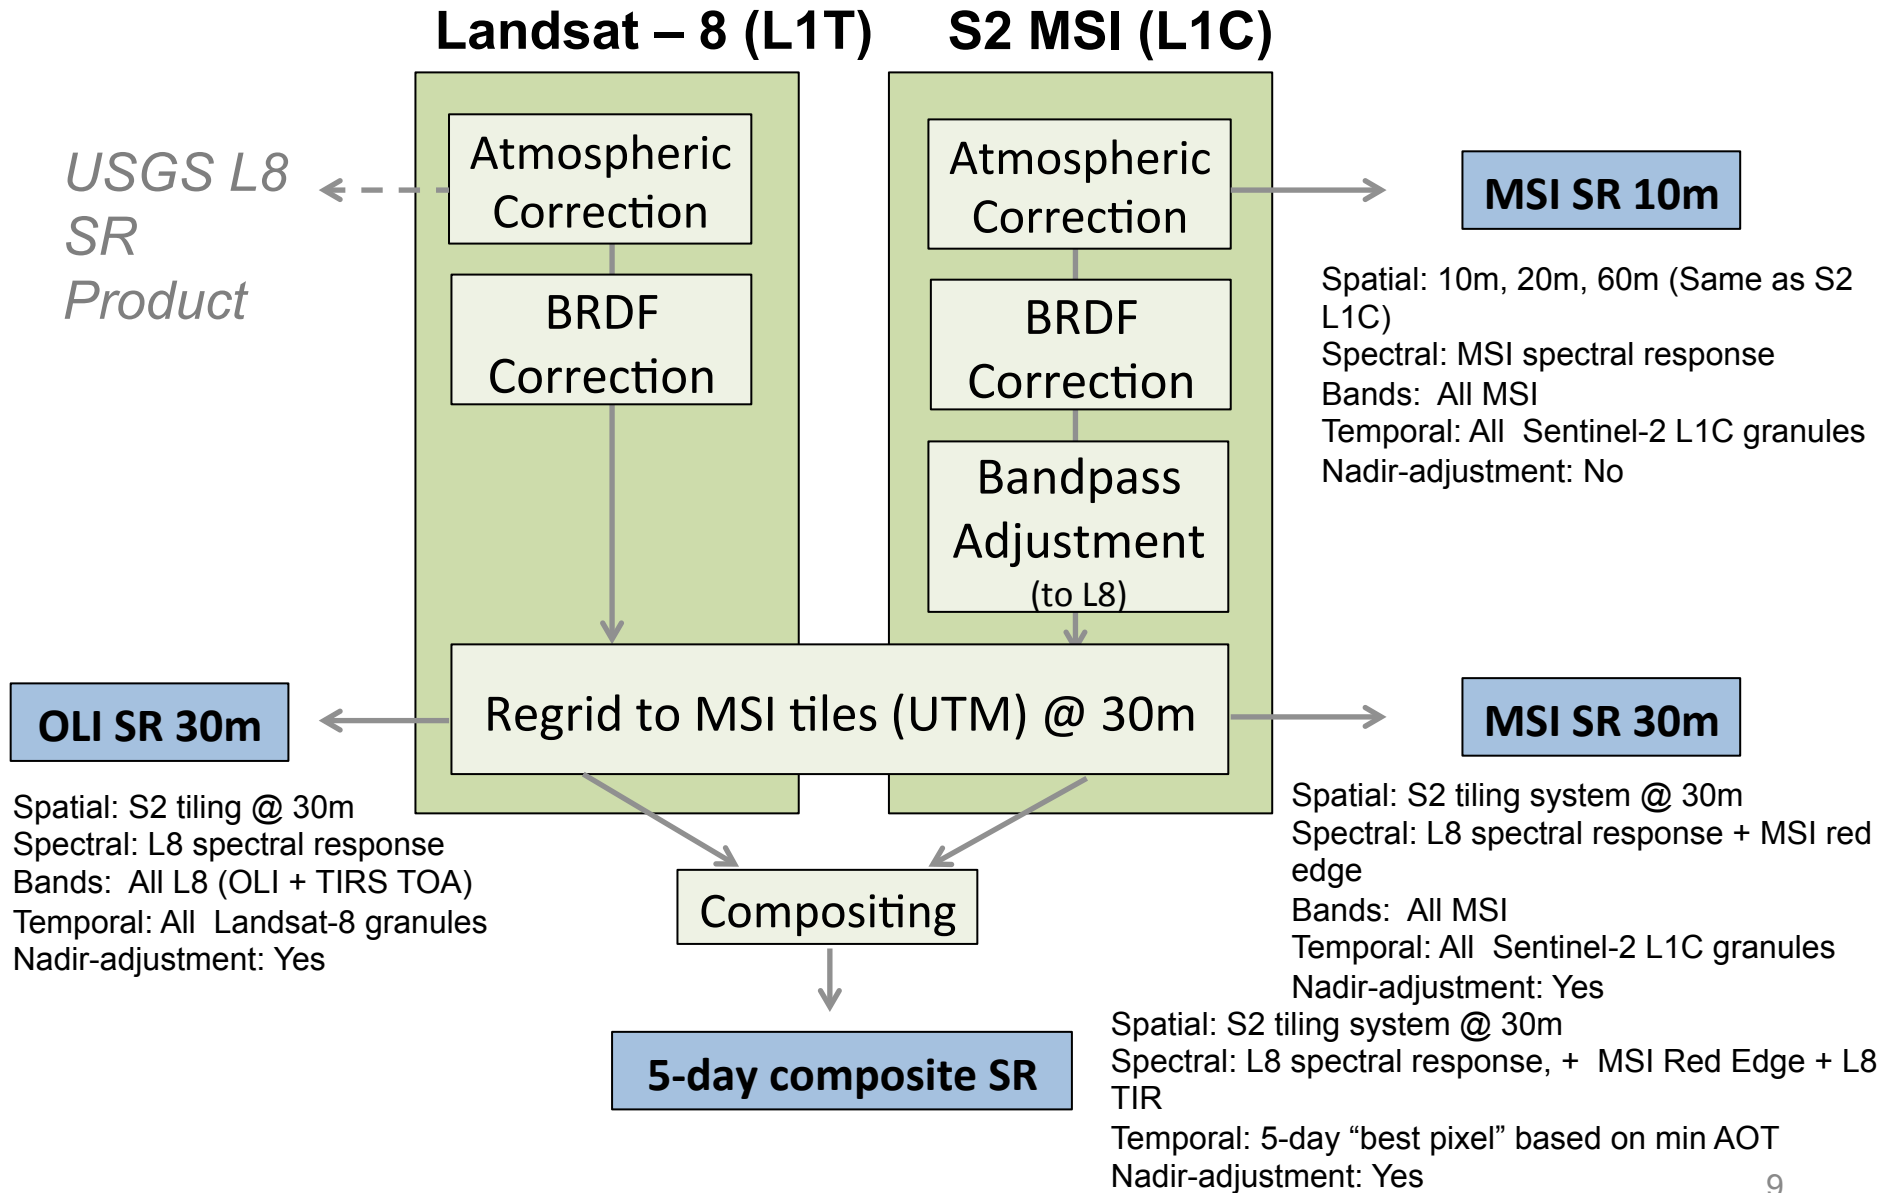 Landsat – 8 (L1T)
S2 MSI (L1C)
USGS L8
SR
Product
Atmospheric
Correction
BRDF
Correction
Atmospheric
Correction
BRDF
Correction
Bandpass
Adjustment
(to L8)
MSI SR 10m
Spatial: 10m, 20m, 60m (Same as S2
L1C)
Spectral: MSI spectral response
Bands:  All MSI
Temporal: All  Sentinel-2 L1C granules
Nadir-adjustment: No
Regrid to MSI tiles (UTM) @ 30m
OLI SR 30m
Spatial: S2 tiling @ 30m
Spectral: L8 spectral response
Bands:  All L8 (OLI + TIRS TOA)
Temporal: All  Landsat-8 granules
Nadir-adjustment: Yes
MSI SR 30m
Spatial: S2 tiling system @ 30m
Spectral: L8 spectral response + MSI red
edge
Bands:  All MSI
Temporal: All  Sentinel-2 L1C granules
Nadir-adjustment: Yes
Compositing
5-day composite SR
Spatial: S2 tiling system @ 30m
Spectral: L8 spectral response, +  MSI Red Edge + L8
TIR
Temporal: 5-day “best pixel” based on min AOT
Nadir-adjustment: Yes
9